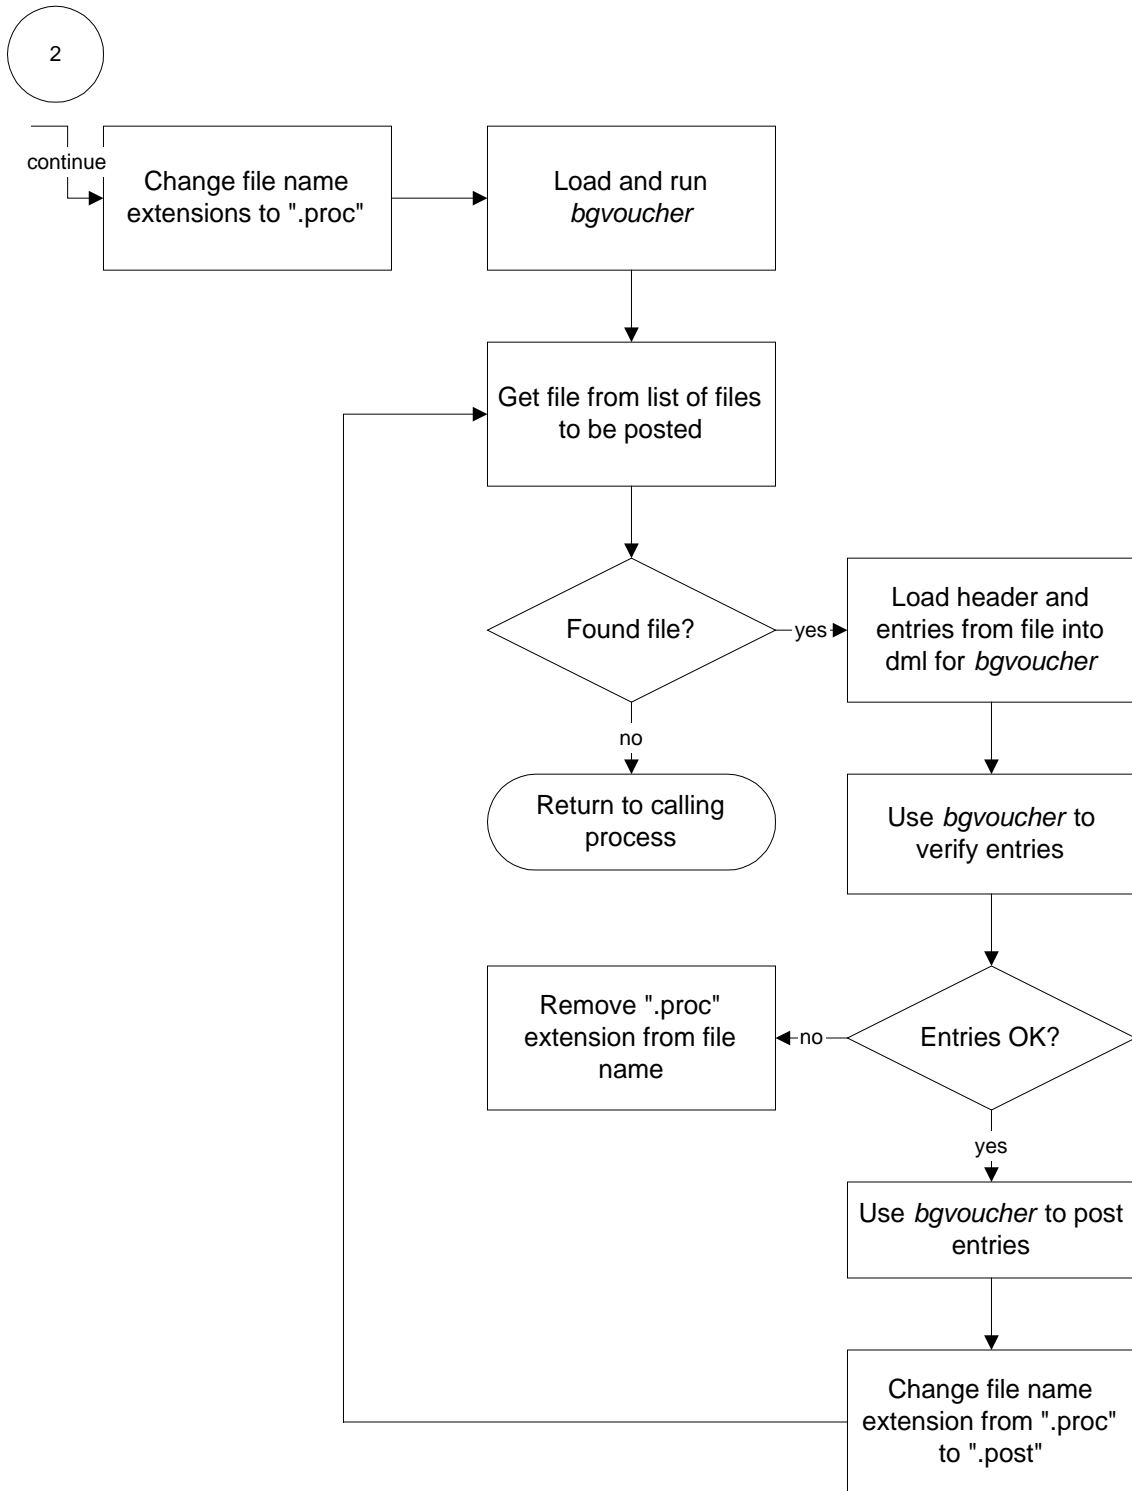 2
continue
Change file name
extensions to ".proc"
Load and run
bgvoucher
Get file from list of files
to be posted
Found file?
yes
Load header and
entries from file into
dml for bgvoucher
no
Return to calling
process
Use bgvoucher to
verify entries
Remove ".proc"
extension from file
name
no
Entries OK?
yes
Use bgvoucher to post
entries
Change file name
extension from ".proc"
to ".post"